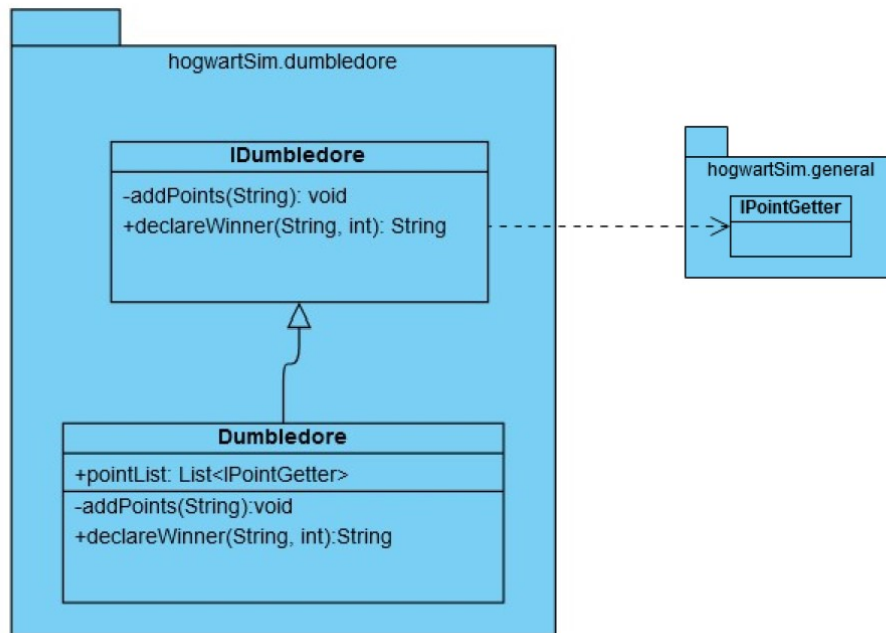 hogwartSim.dumbledore
IDumbledore
-addPoints(String): void
+declareWinner(String, int): String
hogwartSim.general
IPointGetter
Dumbledore
+pointList: List<IPointGetter>
-addPoints(String):void
+declareWinner(String, int):String